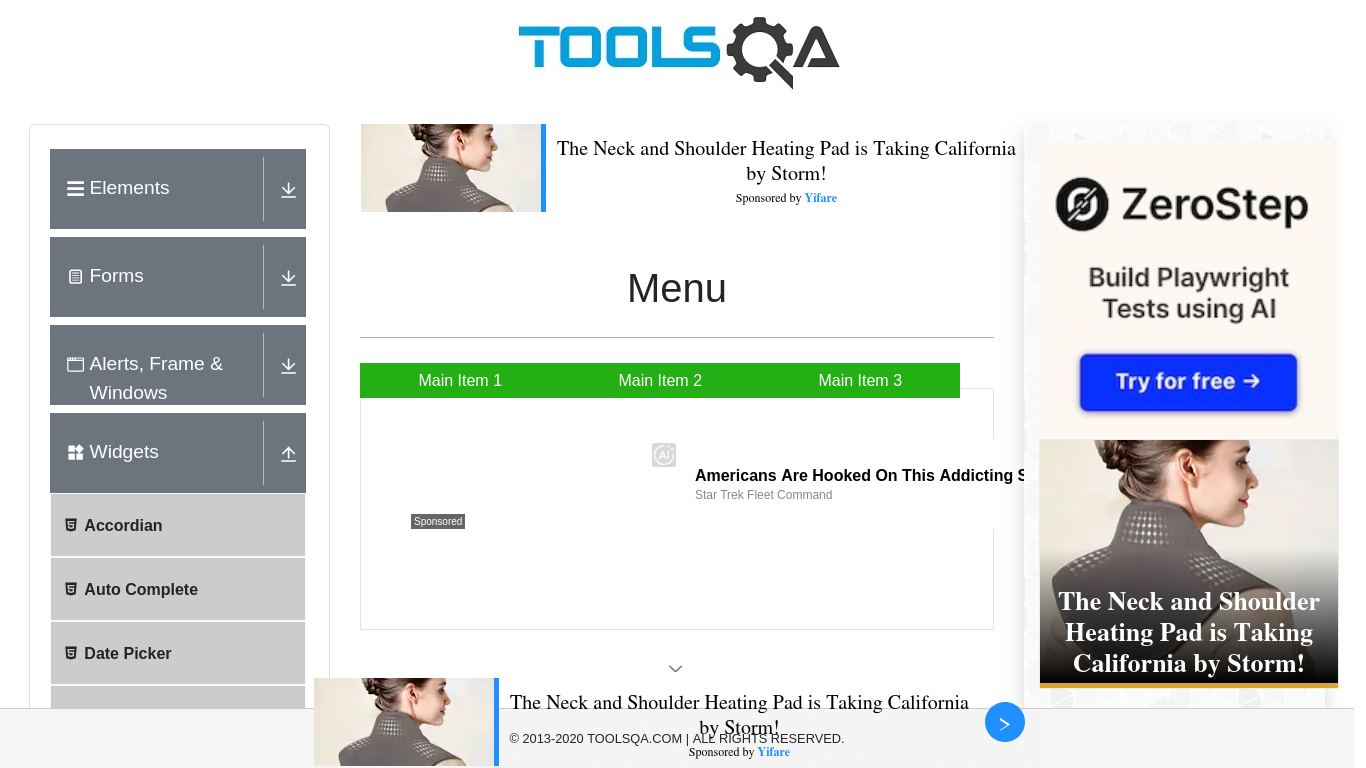 TOOLSQA
Elements
Forms
Alerts, Frame &
Windows
Widgets
Accordian
Auto Complete
Date Picker
The Neck and Shoulder Heating Pad is Taking California
by Storm!
Sponsored by Yifare
Menu
Main Item 1
Main Item 2
Main Item 3
AI
Americans Are Hooked On This Addicting S
Star Trek Fleet Command
Sponsored
ZeroStep
Build Playwright
Tests using AI
Try for free →
The Neck and Shoulder
Heating Pad is Taking
California by Storm!
The Neck and Shoulder Heating Pad is Taking California
by Storm!
© 2013-2020 TOOLSQA.COM | ALL RIGHTS RESERVED.
Sponsored by Yifare